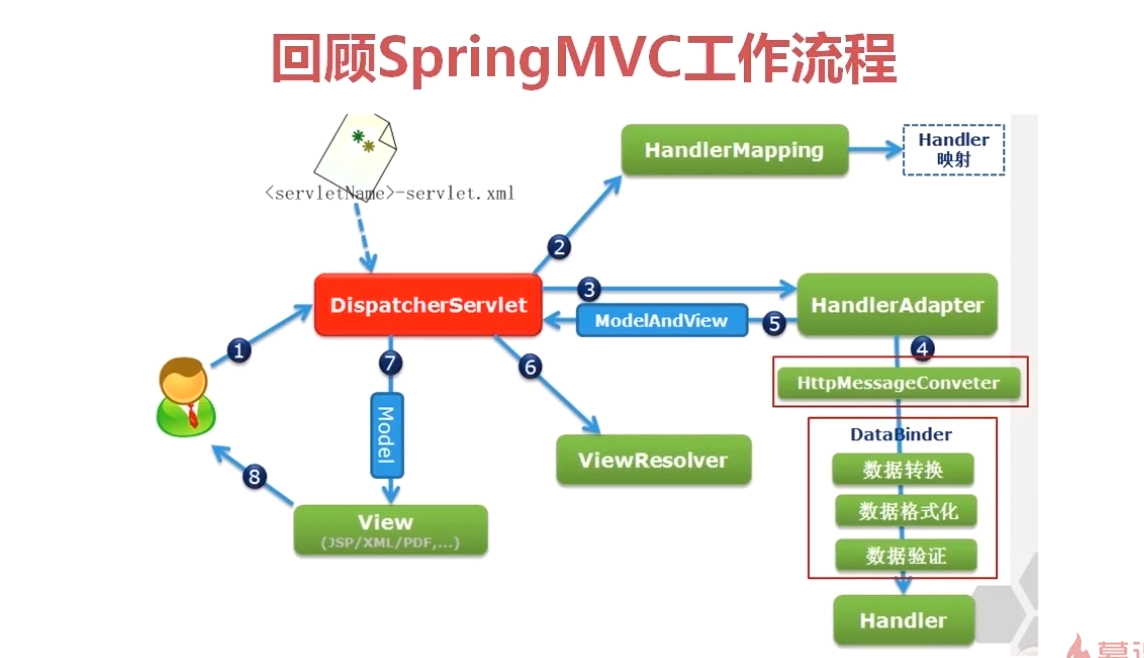 回顾SpringMVC工作流程
<servletName>-servlet.xml
HandlerMapping
Handler
映射
2
DispatcherServlet
3
HandlerAdapter
ModelAndView
5
1
7
6
4
HttpMessageConveter
Model
DataBinder
ViewResolver
数据转换
8
数据格式化
View
(JSP/XML/PDF,...)
数据验证
Handler